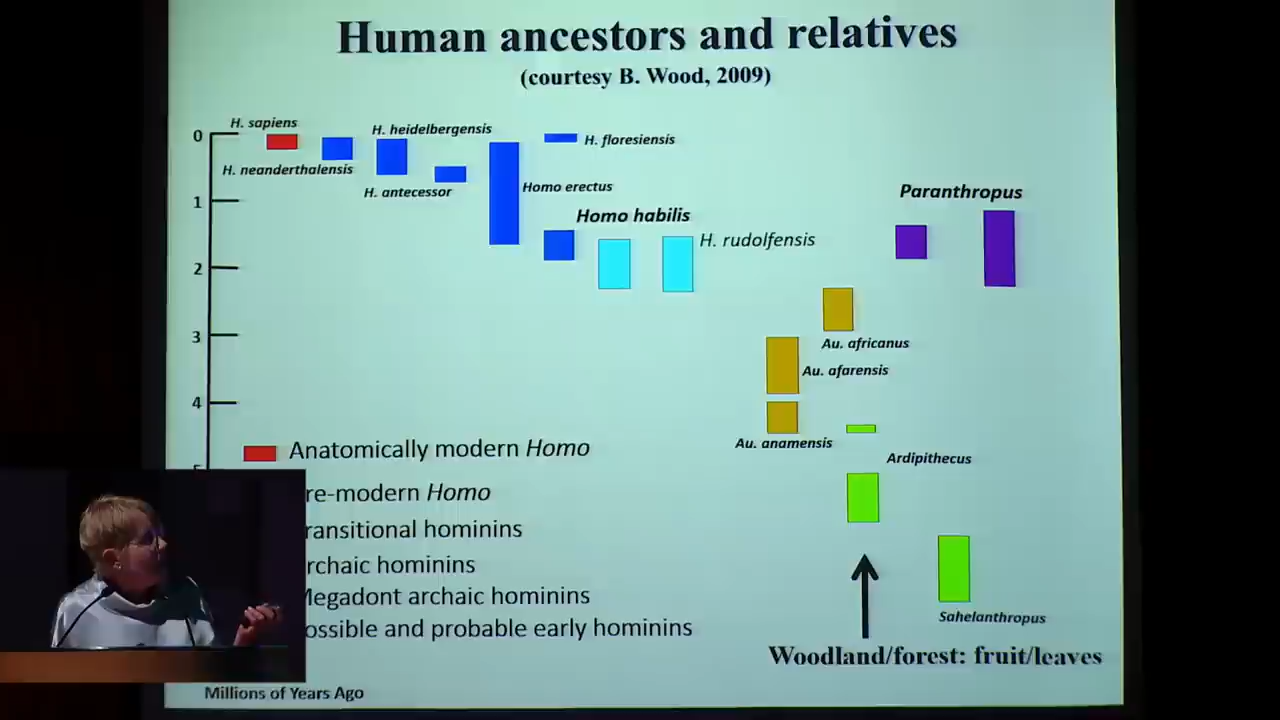 Human ancestors and relatives
(courtesy B. Wood, 2009)
H. sapiens
0
H. heidelbergensis
H. floresiensis
H. neanderthalensis
H. antecessor
Homo erectus
Paranthropus
1
Homo habilis
H. rudolfensis
2
3
Au. africanus
Au. afarensis
4
Au. anamensis
Anatomically modern Homo
Ardipithecus
re-modern Homo
ransitional hominins
rchaic hominins
Megadont archaic hominins
ossible and probable early hominins
Sahelanthropus
Woodland/forest: fruit/leaves
Millions of Years Ago